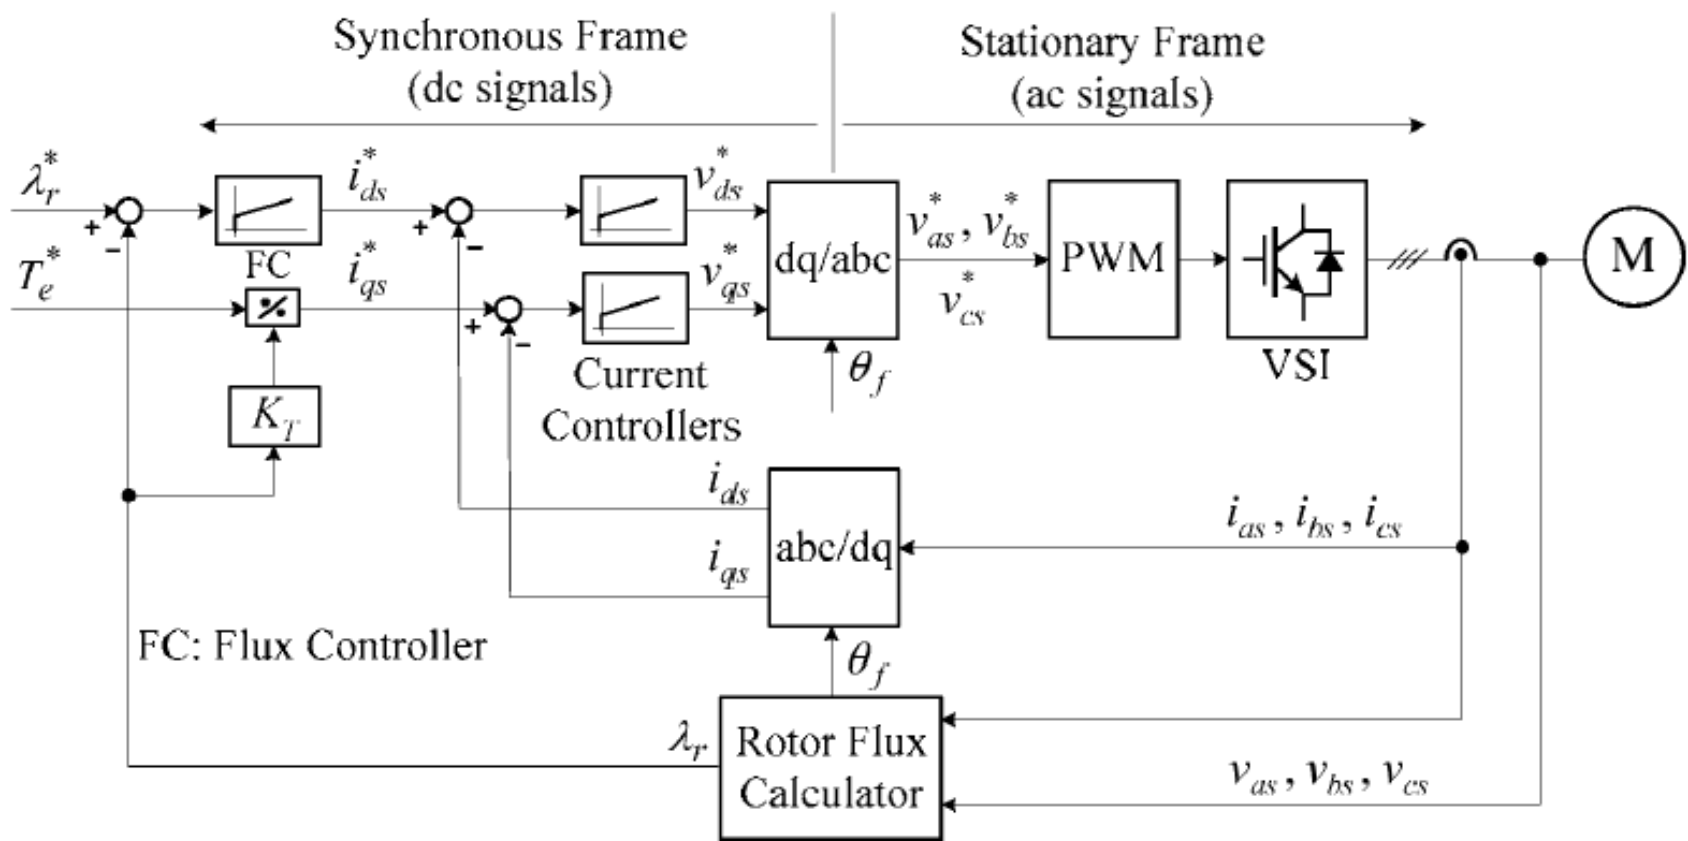 Synchronous Frame
(dc signals)
Stationary Frame
(ac signals)
λr*
ids*
vds*
+
-
+
-
FC
Te*
iqs*
vqs*
+
-
%
dq/abc
vas*, vbs*
vcs*
PWM
VSI
M
θf
KT
Current
Controllers
ids
iqs
abc/dq
ias, ibs, ics
FC: Flux Controller
θf
λr
Rotor Flux
Calculator
vas, vbs, vcs